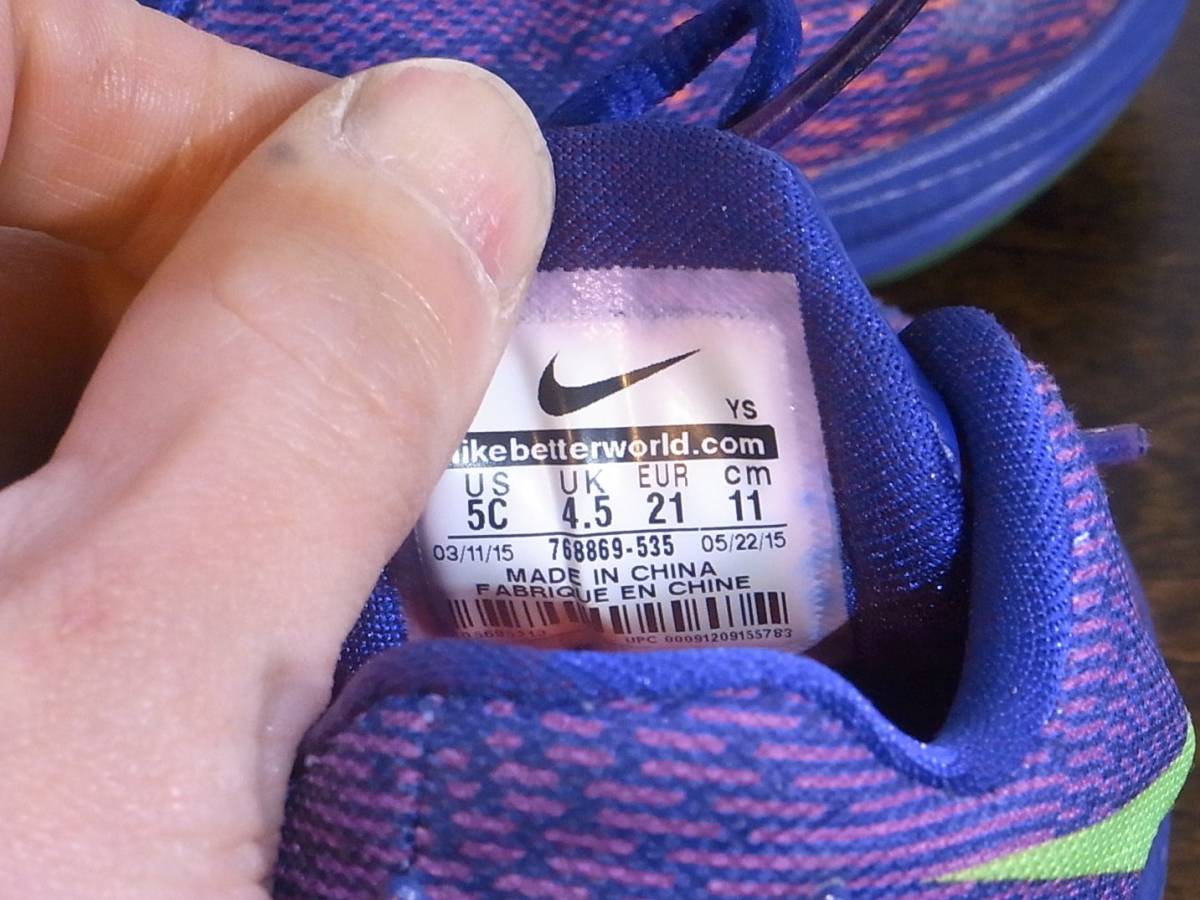 YS
nikebetterworld.com
US UK EUR cm
5C 4.5 21 11
03/11/15 768869-535 05/22/15
MADE IN CHINA
FABRIQUE EN CHINE
UPC 00091209155783